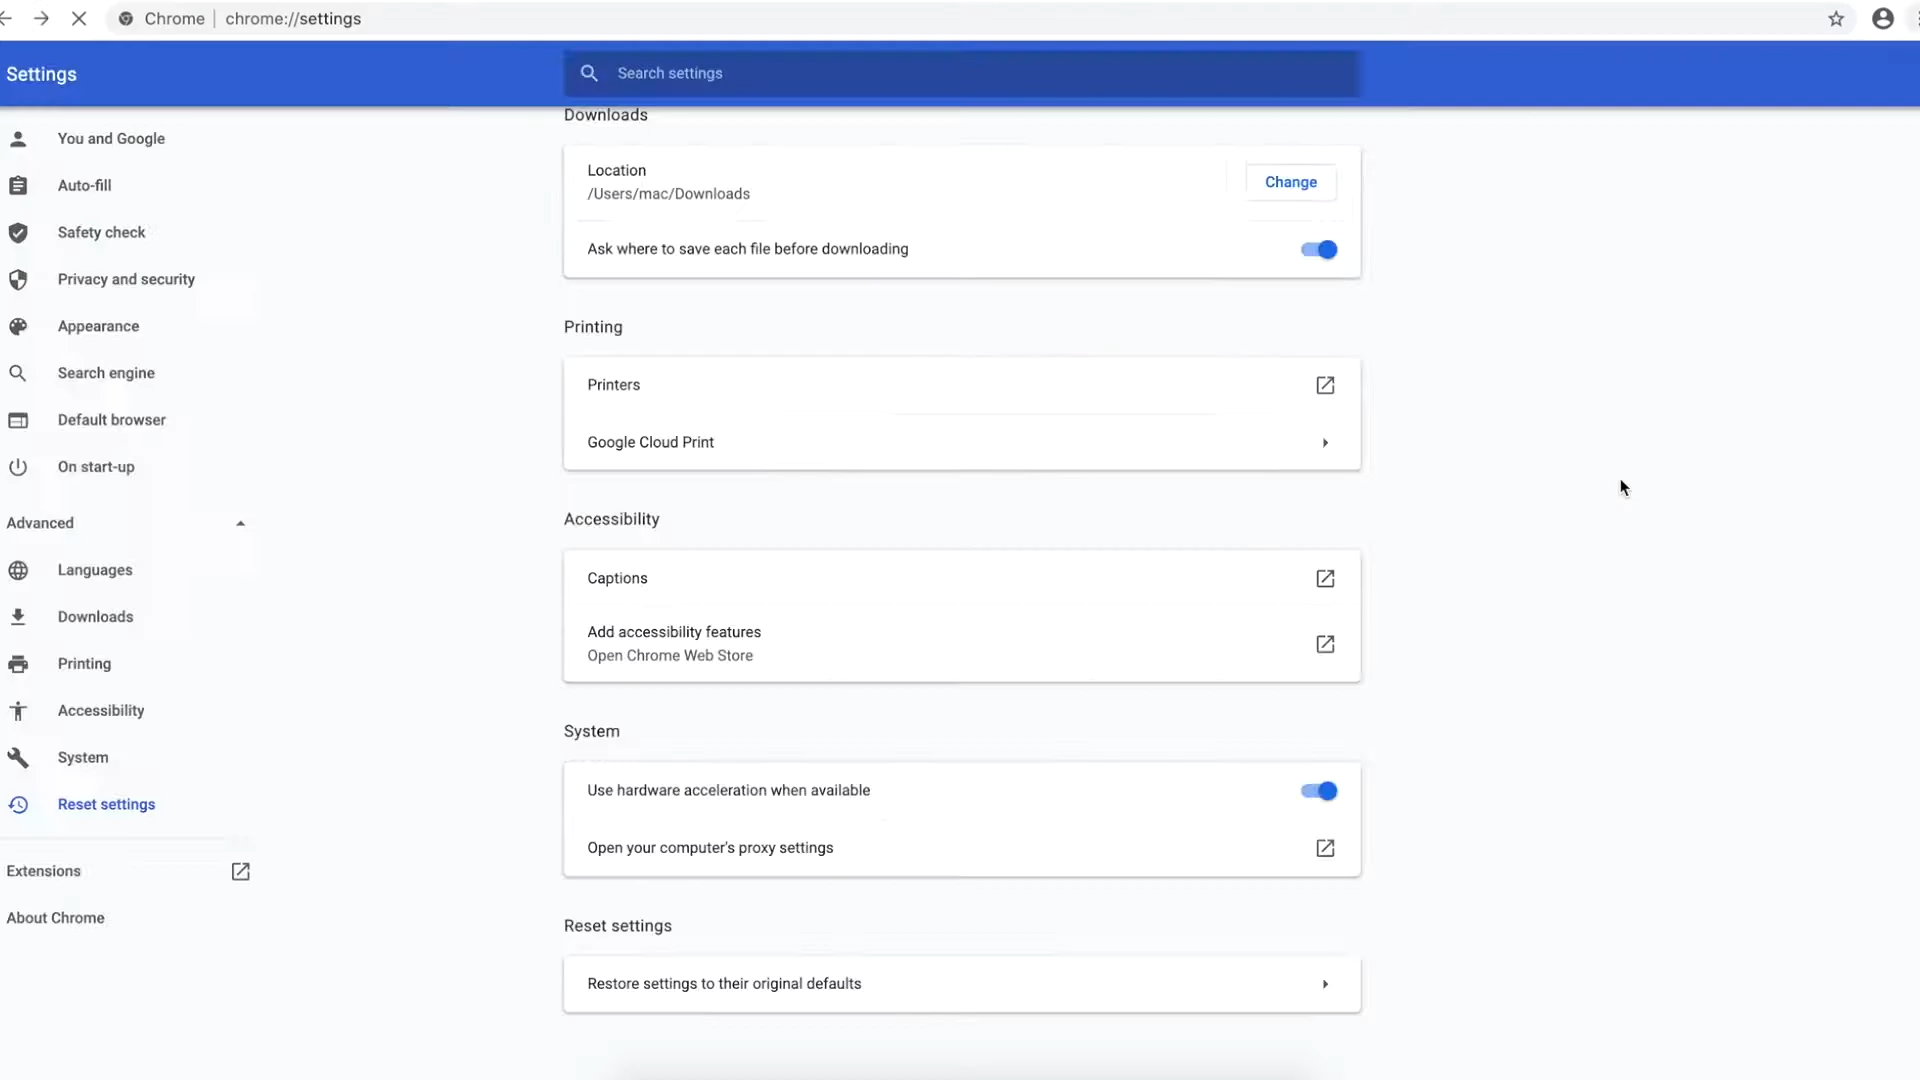 Chrome | chrome://settings
Settings
Search settings
You and Google
Auto-fill
Safety check
Privacy and security
Appearance
Search engine
Default browser
On start-up
Advanced
Languages
Downloads
Printing
Accessibility
System
Reset settings
Extensions
About Chrome
Downloads
Location
/Users/mac/Downloads
Change
Ask where to save each file before downloading
Printing
Printers
Google Cloud Print
Accessibility
Captions
Add accessibility features
Open Chrome Web Store
System
Use hardware acceleration when available
Open your computer's proxy settings
Reset settings
Restore settings to their original defaults